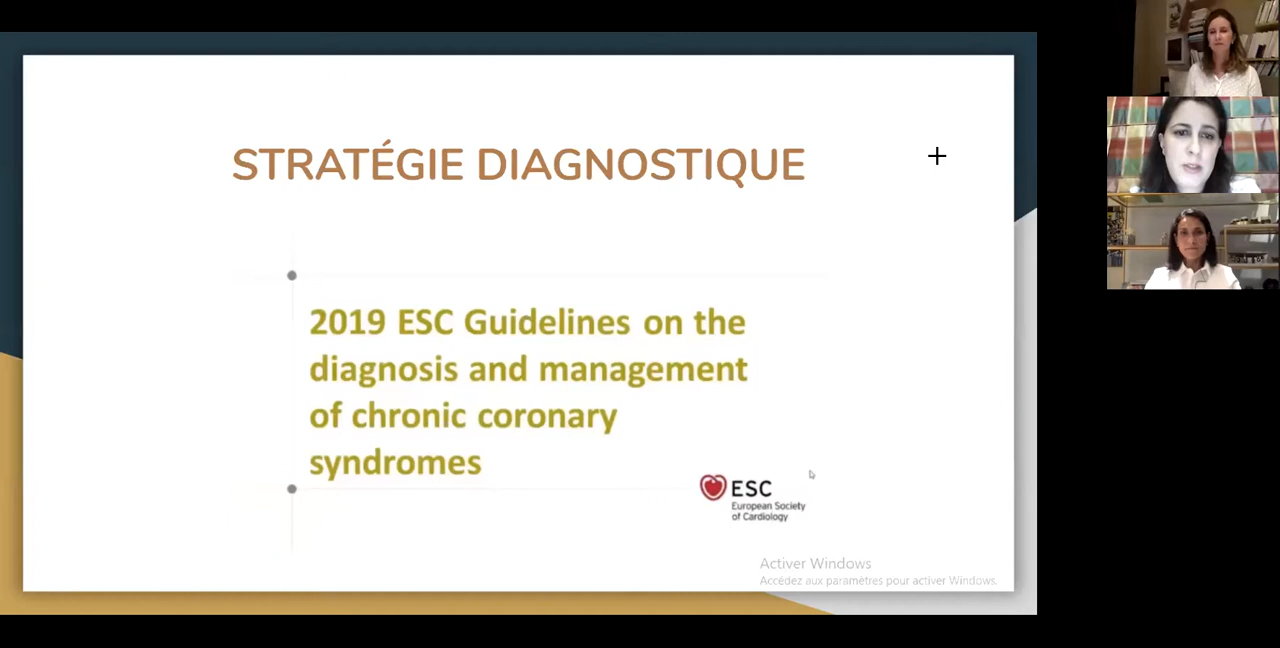 STRATÉGIE DIAGNOSTIQUE
2019 ESC Guidelines on the
diagnosis and management
of chronic coronary
syndromes
ESC
European Society
of Cardiology
Activer Windows
Accédez aux paramètres pour activer Windows.